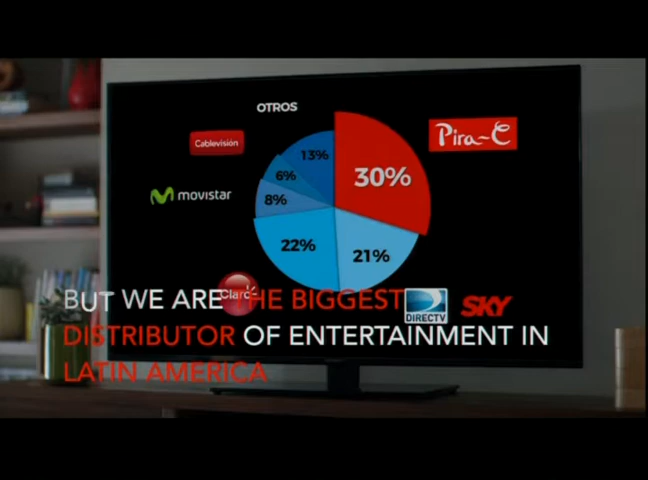 OTROS
Cablevisión
Pira-C
13%
30%
6%
movistar
8%
22%
21%
BUT WE ARE THE BIGGEST
Claro
DIRECTV
sky
DISTRIBUTOR OF ENTERTAINMENT IN
LATIN AMERICA